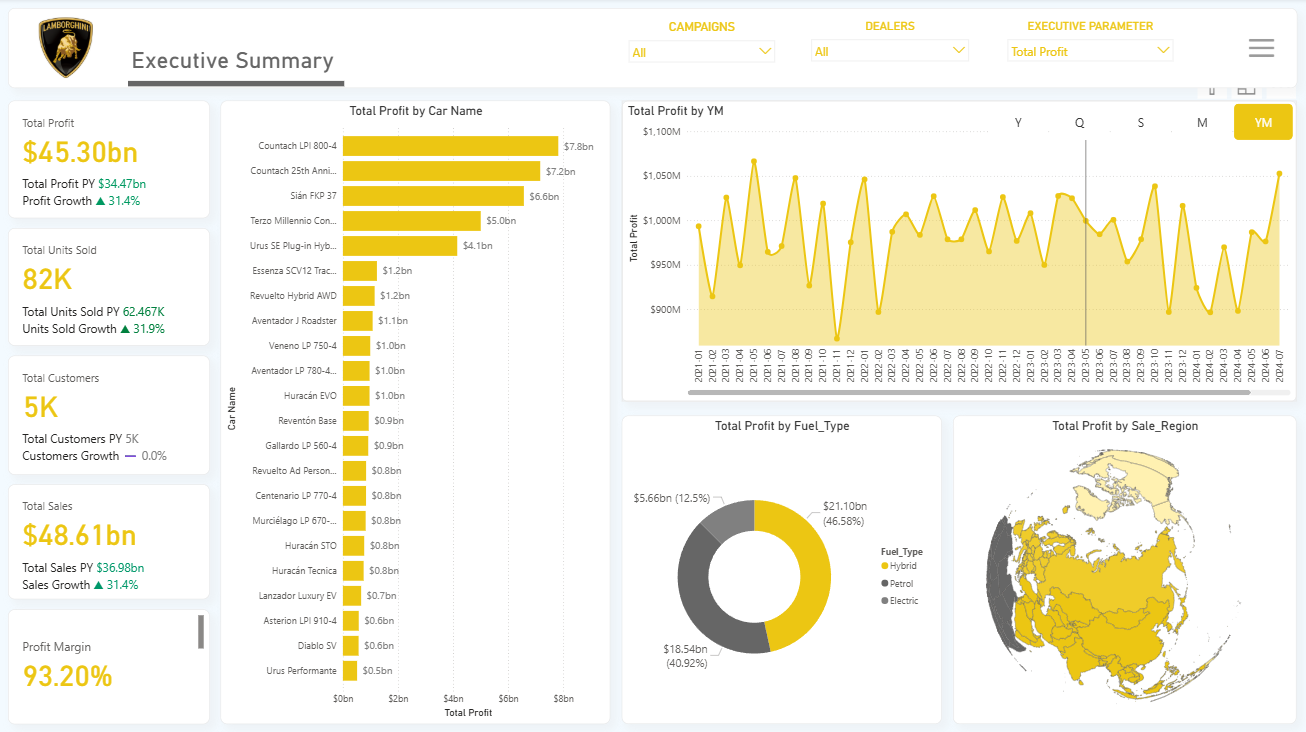 LAMBORGHINI
Executive Summary
CAMPAIGNS
All
DEALERS
All
EXECUTIVE PARAMETER
Total Profit
Total Profit
$45.30bn
Total Profit PY $34.47bn
Profit Growth ▲ 31.4%
Total Units Sold
82K
Total Units Sold PY 62.467K
Units Sold Growth ▲ 31.9%
Total Customers
5K
Total Customers PY 5K
Customers Growth — 0.0%
Total Sales
$48.61bn
Total Sales PY $36.98bn
Sales Growth ▲ 31.4%
Profit Margin
93.20%
Total Profit by Car Name
Car Name
Countach LPI 800-4 $7.8bn
Countach 25th Anni... $7.2bn
Sián FKP 37 $6.6bn
Terzo Millennio Con... $5.0bn
Urus SE Plug-in Hyb... $4.1bn
Essenza SCV12 Trac... $1.2bn
Revuelto Hybrid AWD $1.2bn
Aventador J Roadster $1.1bn
Veneno LP 750-4 $1.0bn
Aventador LP 780-4... $1.0bn
Huracán EVO $1.0bn
Reventón Base $0.9bn
Gallardo LP 560-4 $0.9bn
Revuelto Ad Person... $0.8bn
Centenario LP 770-4 $0.8bn
Murciélago LP 670-... $0.8bn
Huracán STO $0.8bn
Huracán Tecnica $0.8bn
Lanzador Luxury EV $0.7bn
Asterion LPI 910-4 $0.6bn
Diablo SV $0.6bn
Urus Performante $0.5bn
$0bn $2bn $4bn $6bn $8bn
Total Profit
Total Profit by YM
Y Q S M YM
Total Profit
$1,100M
$1,050M
$1,000M
$950M
$900M
2021-01 2021-02 2021-03 2021-04 2021-05 2021-06 2021-07 2021-08 2021-09 2021-10 2021-11 2021-12 2022-01 2022-02 2022-03 2022-04 2022-05 2022-06 2022-07 2022-08 2022-09 2022-10 2022-11 2022-12 2023-01 2023-02 2023-03 2023-04 2023-05 2023-06 2023-07 2023-08 2023-09 2023-10 2023-11 2023-12 2024-01 2024-02 2024-03 2024-04 2024-05 2024-06 2024-07
Total Profit by Fuel_Type
$5.66bn (12.5%)
$21.10bn
(46.58%)
$18.54bn
(40.92%)
Fuel_Type
Hybrid
Petrol
Electric
Total Profit by Sale_Region